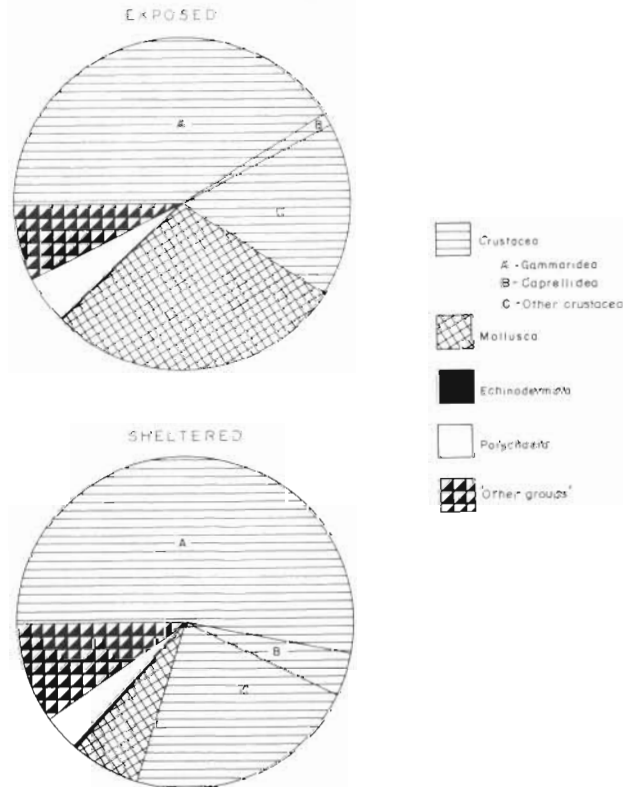 EXPOSED
A
B
C
Crustacea
A - Gammaridea
B - Caprellidea
C - Other crustacea
Mollusca
Echinodermata
Polychaeta
'Other groups'
SHELTERED
A
B
C